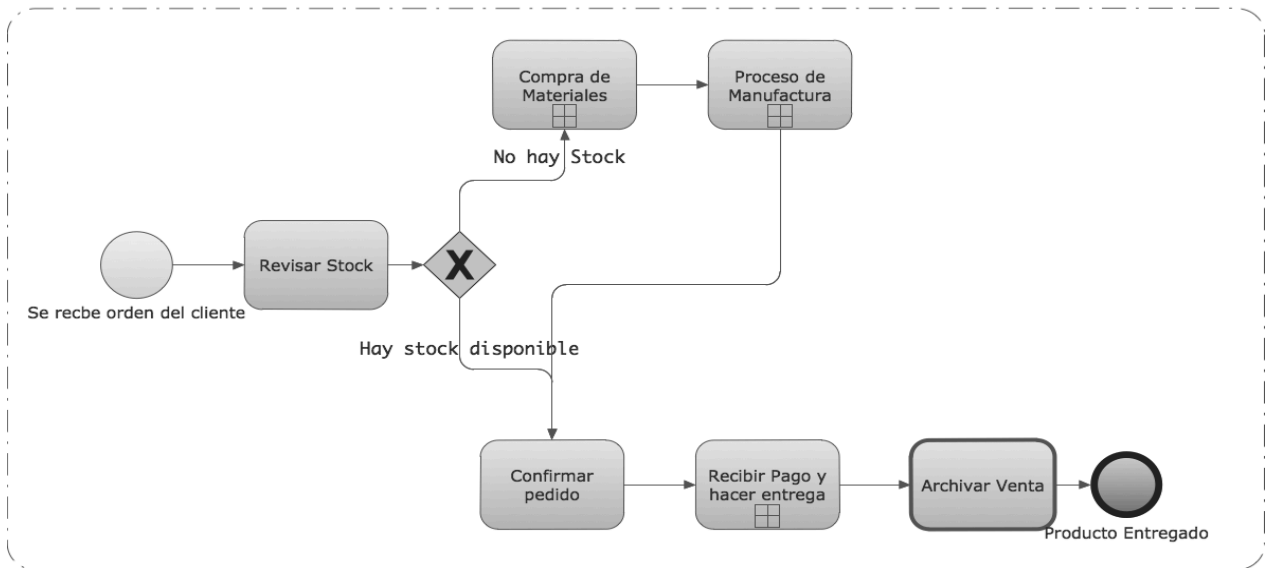 Compra de
Materiales
Proceso de
Manufactura
No hay Stock
Revisar Stock
X
Se recbe orden del cliente
Hay stock disponible
Confirmar
pedido
Recibir Pago y
hacer entrega
Archivar Venta
Producto Entregado